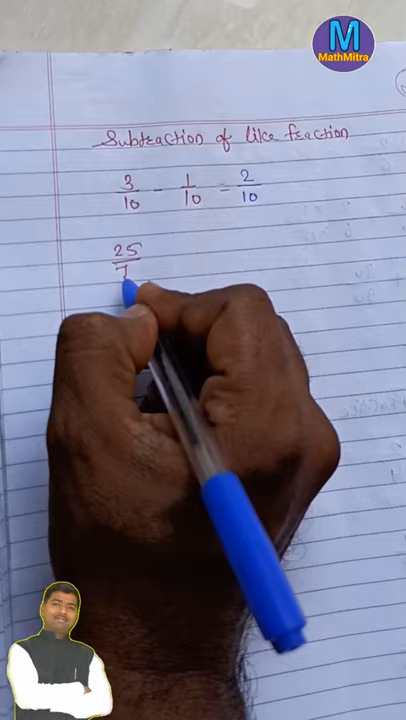 M
MathMitra
Subtraction of like fraction
3/10 - 1/10 = 2/10
25/7